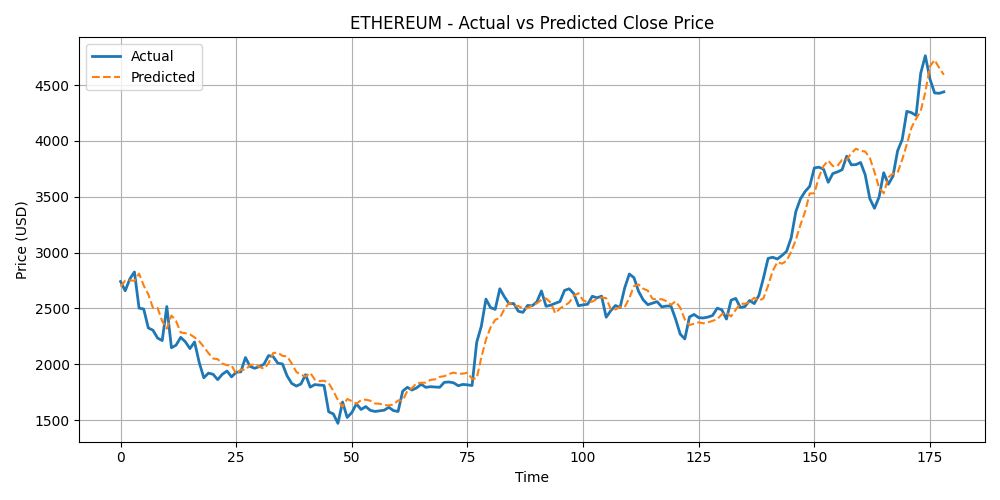 ETHEREUM - Actual vs Predicted Close Price
Actual
Predicted
Price (USD)
4500
4000
3500
3000
2500
2000
1500
0 25 50 75 100 125 150 175
Time